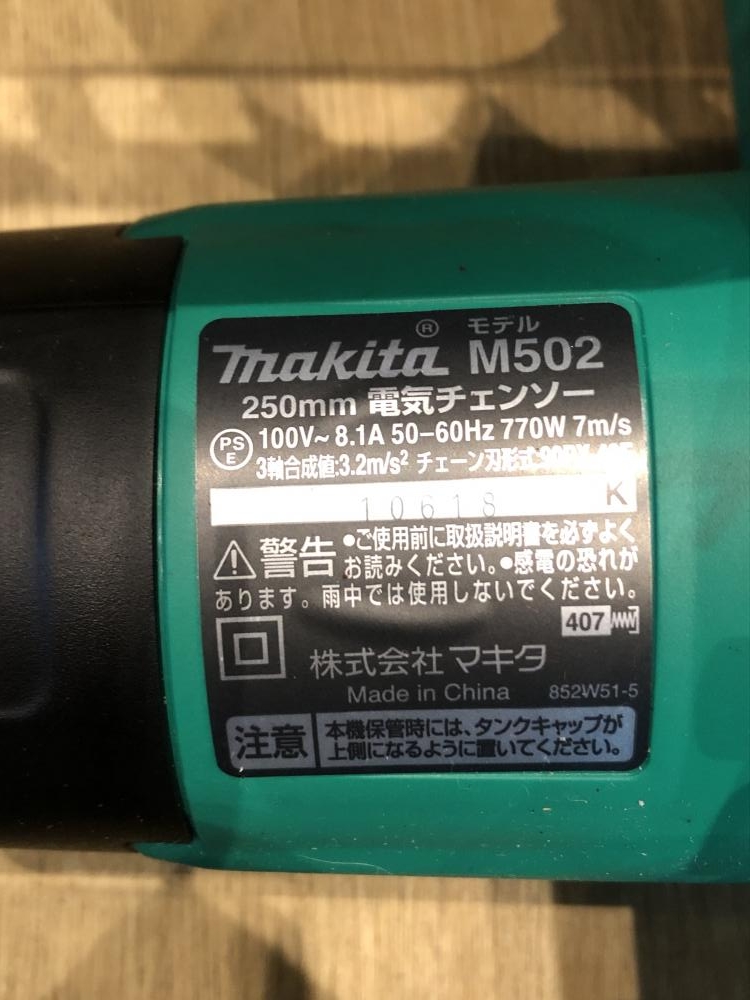 ® モデル
makita M502
250mm 電気チェンソー
PS E 100V～ 8.1A 50-60Hz 770W 7m/s
3軸合成値:3.2m/s² チェーン刃形式
10618 K
警告 •ご使用前に取扱説明書を必ずよく
お読みください。•感電の恐れが
あります。雨中では使用しないでください。
407
株式会社 マキタ
Made in China 852W51-5
注意 本機保管時には、タンクキャップが
上側になるように置いてください。